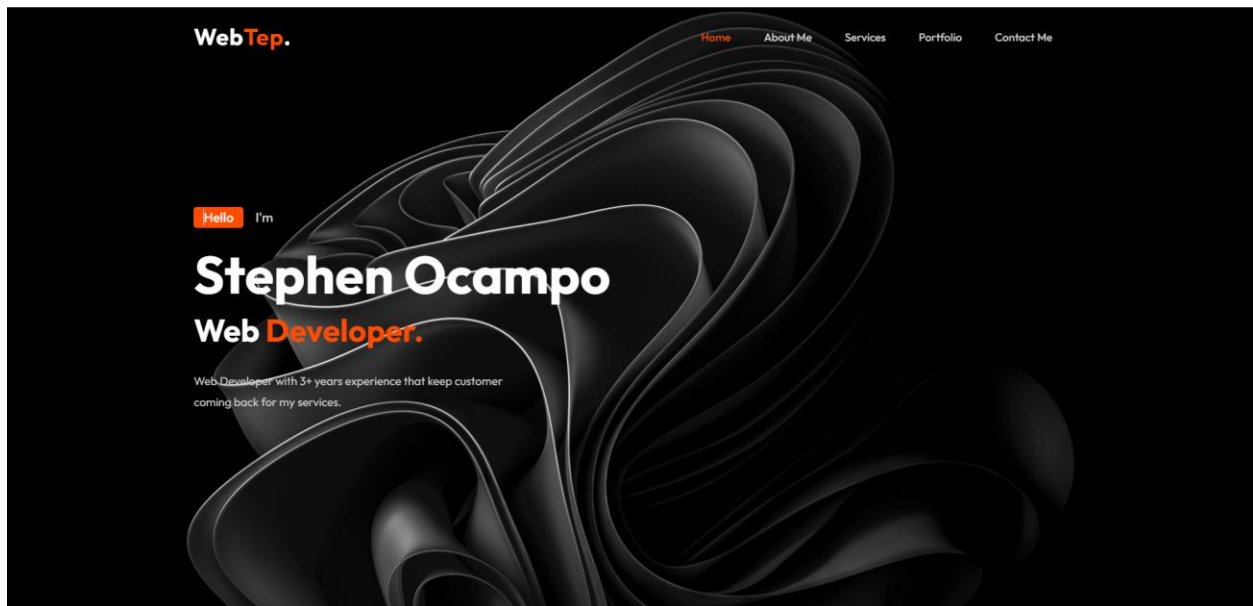 WebTep.
Home About Me Services Portfolio Contact Me
Hello I'm
Stephen Ocampo
Web Developer.
Web Developer with 3+ years experience that keep customer
coming back for my services.